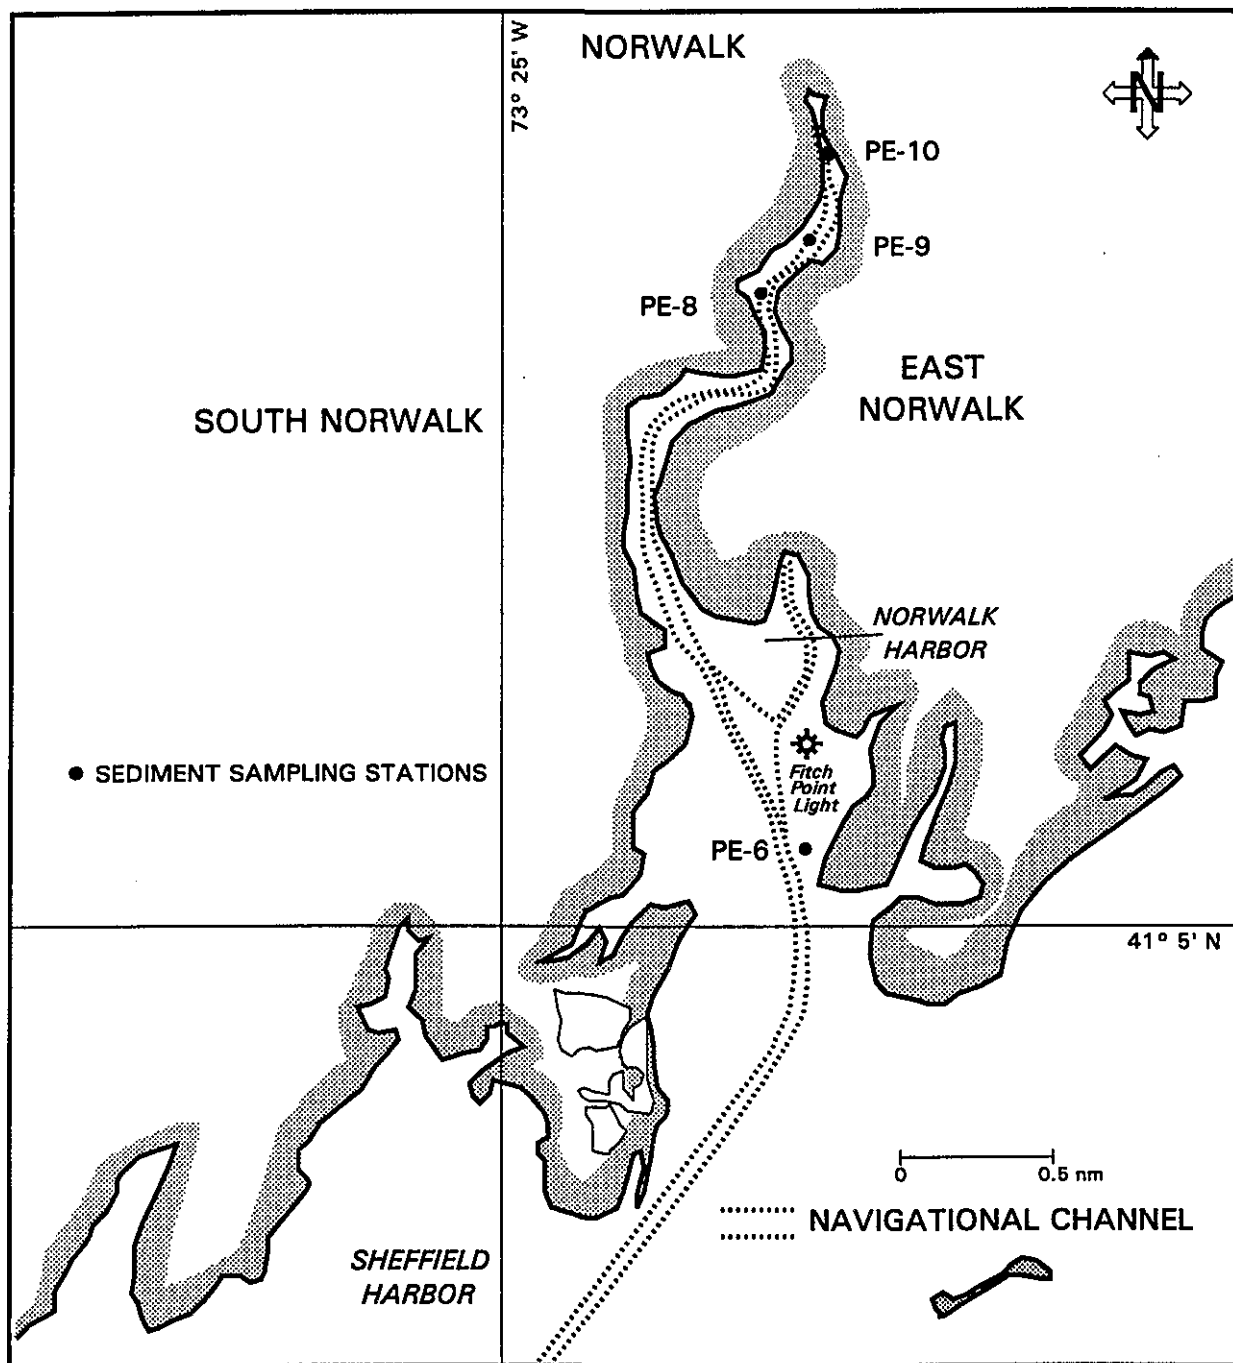 NORWALK
73° 25' W
N
PE-10
PE-9
PE-8
EAST
NORWALK
SOUTH NORWALK
NORWALK
HARBOR
● SEDIMENT SAMPLING STATIONS
Fitch
Point
Light
PE-6
41° 5' N
0 0.5 nm
NAVIGATIONAL CHANNEL
SHEFFIELD
HARBOR